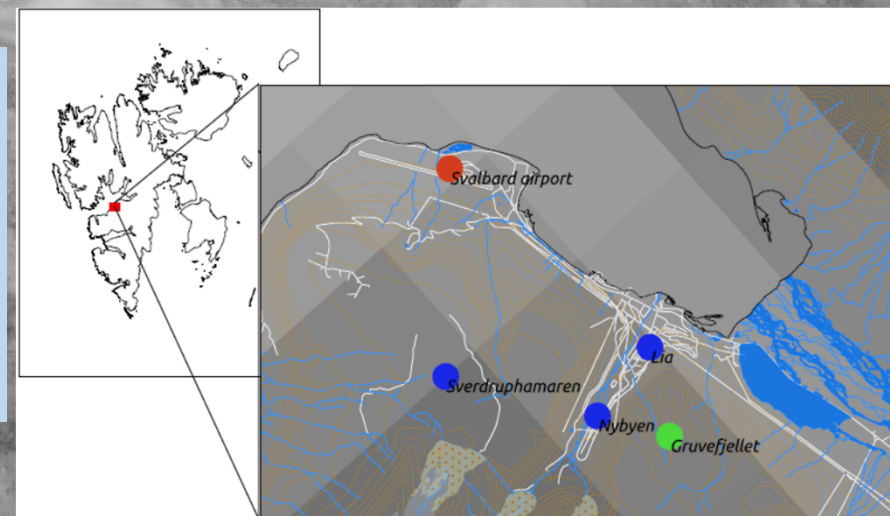 Svalbard airport
Lia
Sverdruphamaren
Nybyen
Gruvefjellet